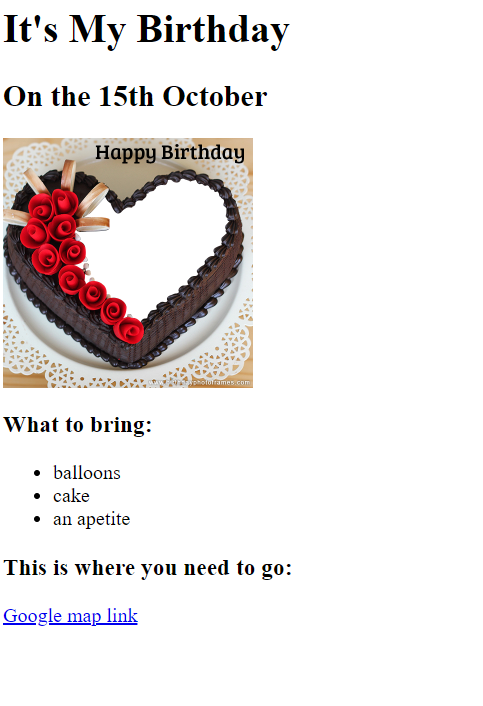 It's My Birthday
On the 15th October
Happy Birthday
What to bring:
balloons
cake
an apetite
This is where you need to go:
Google map link